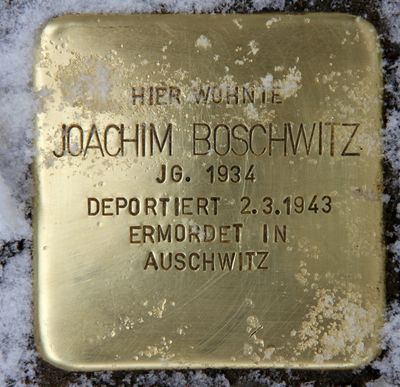 HIER WOHNTE
JOACHIM BOSCHWITZ
JG. 1934
DEPORTIERT 2.3.1943
ERMORDET IN
AUSCHWITZ